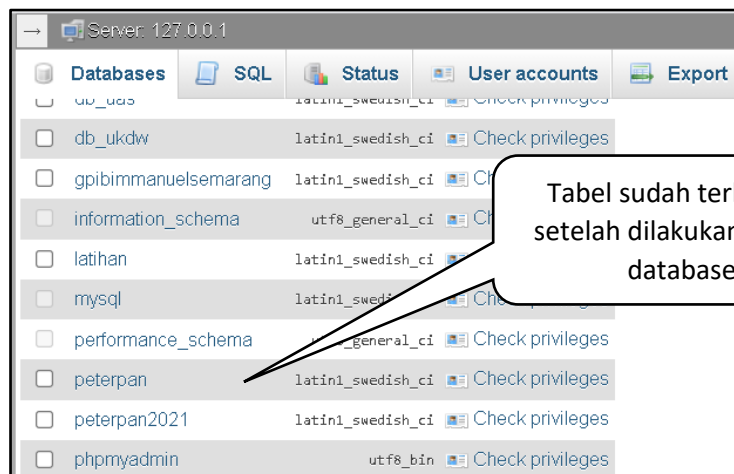 Server: 127.0.0.1
Databases SQL Status User accounts Export
db_uas latin1_swedish_ci Check privileges
db_ukdw latin1_swedish_ci Check privileges
gpibimmanuelsemarang latin1_swedish_ci
information_schema utf8_general_ci
latihan latin1_swedish_ci
mysql
performance_schema Check privileges
peterpan latin1_swedish_ci Check privileges
peterpan2021 latin1_swedish_ci Check privileges
phpmyadmin utf8_bin Check privileges
Tabel sudah
setelah dilakukan
database